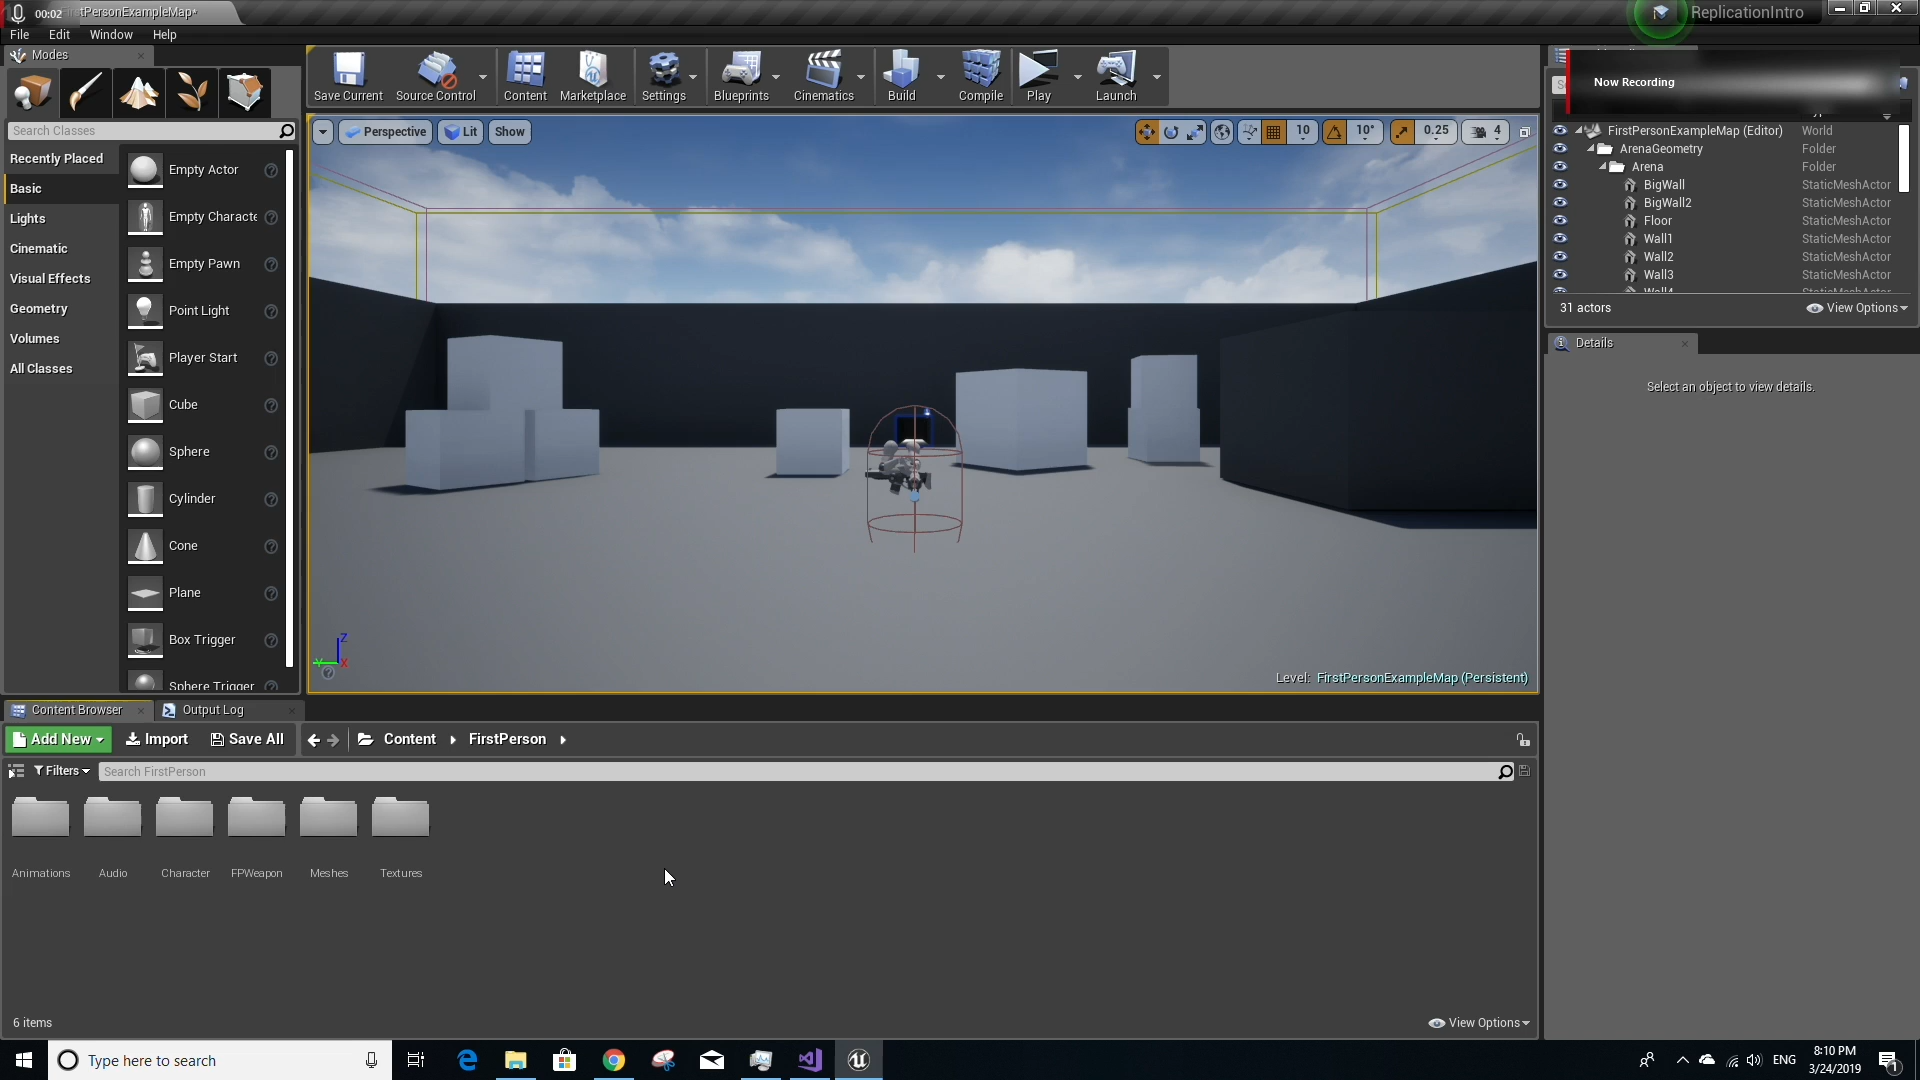 00:02
PersonExampleMap*
ReplicationIntro
File Edit Window Help
Modes
Save Current Source Control Content Marketplace Settings Blueprints Cinematics Build Compile Play Launch
Now Recording
Search Classes
Perspective Lit Show 10 10° 0.25 4
Recently Placed
Basic
Lights
Cinematic
Visual Effects
Geometry
Volumes
All Classes
Empty Actor
Empty Characte
Empty Pawn
Point Light
Player Start
Cube
Sphere
Cylinder
Cone
Plane
Box Trigger
Sphere Trigger
Z
Y X
Level: FirstPersonExampleMap (Persistent)
FirstPersonExampleMap (Editor) World
ArenaGeometry Folder
Arena Folder
BigWall StaticMeshActor
BigWall2 StaticMeshActor
Floor StaticMeshActor
Wall1 StaticMeshActor
Wall2 StaticMeshActor
Wall3 StaticMeshActor
Wall4 StaticMeshActor
31 actors View Options
Details
Select an object to view details.
Content Browser Output Log
Add New Import Save All Content FirstPerson
Filters Search FirstPerson
Animations Audio Character FPWeapon Meshes Textures
6 items View Options
Type here to search
ENG
8:10 PM
3/24/2019
1